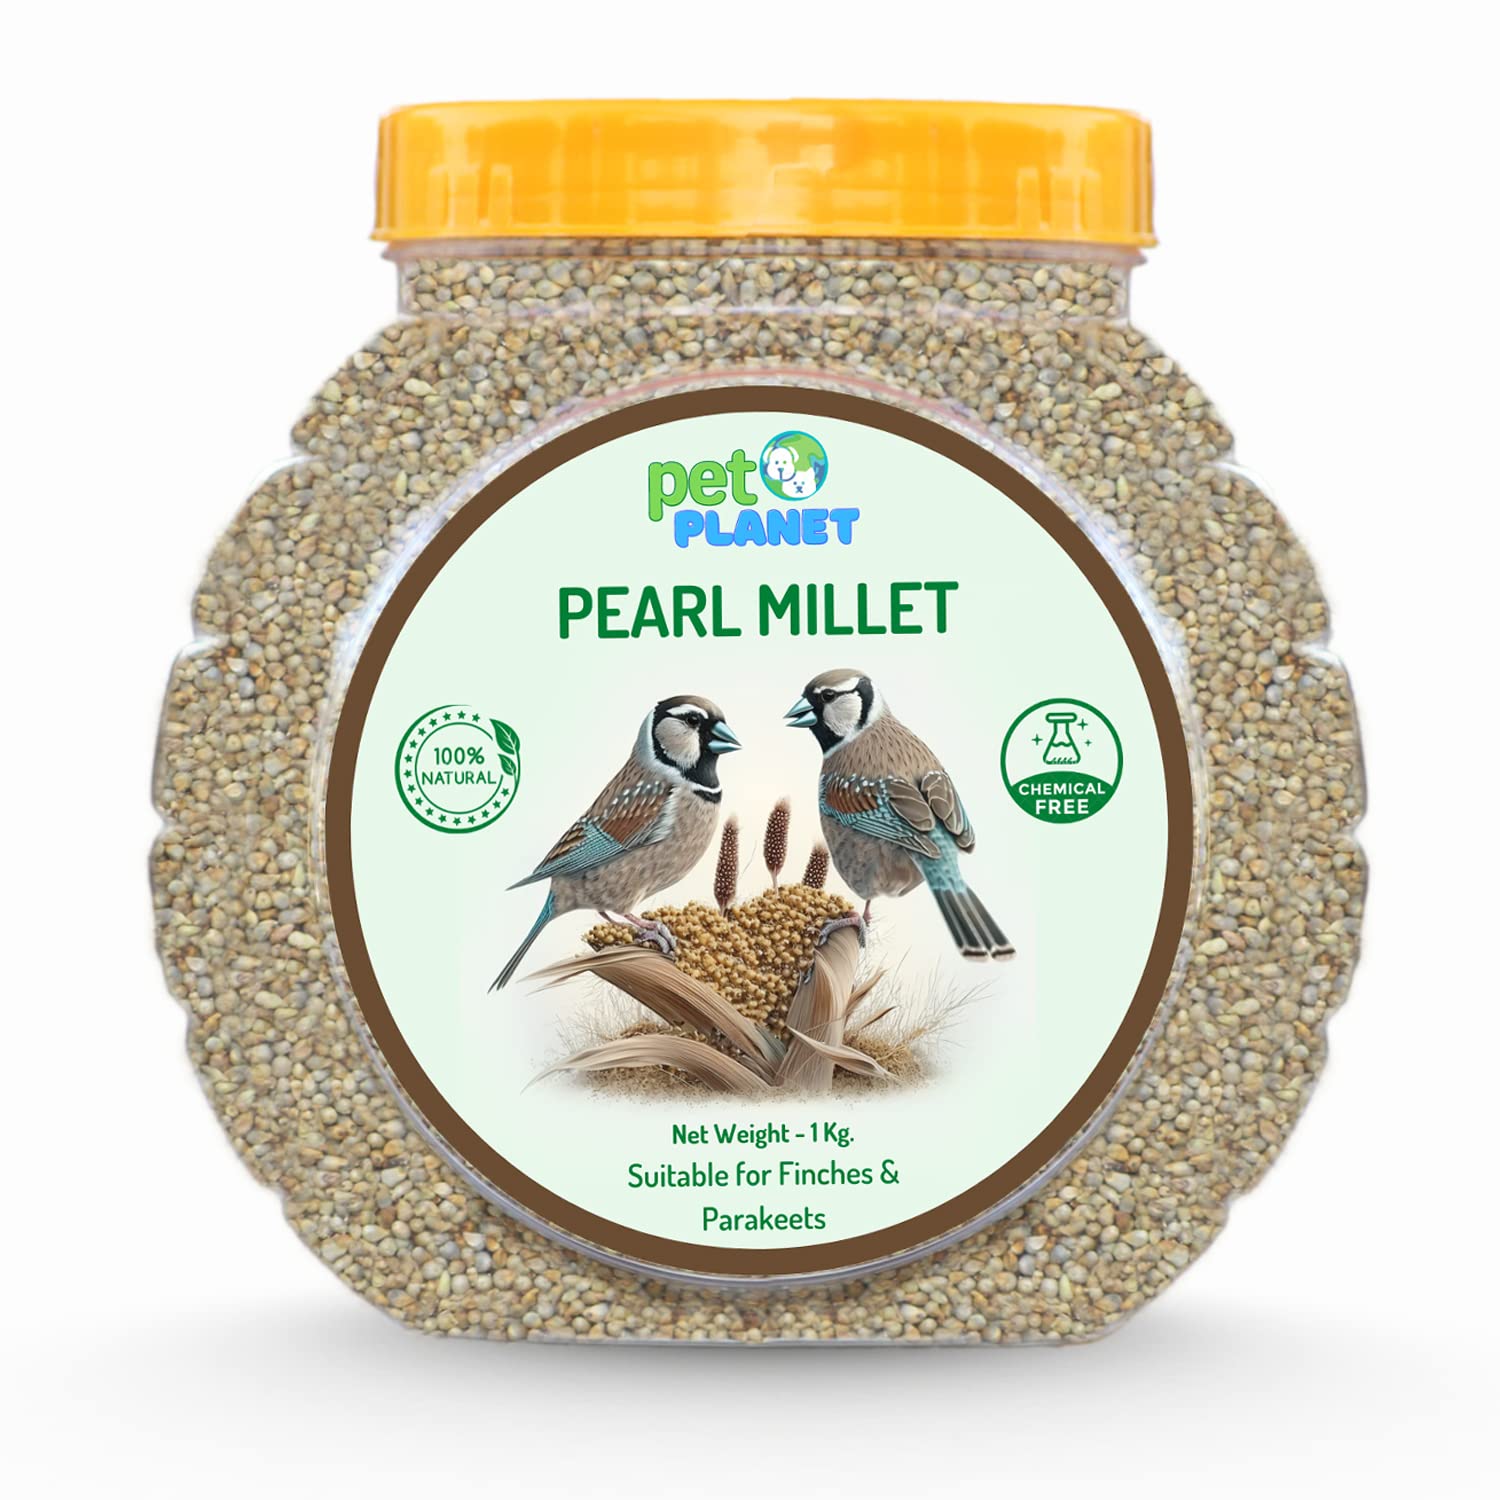 pet
PLANET
PEARL MILLET
100%
NATURAL
CHEMICAL
FREE
Net Weight - 1 Kg.
Suitable for Finches &
Parakeets